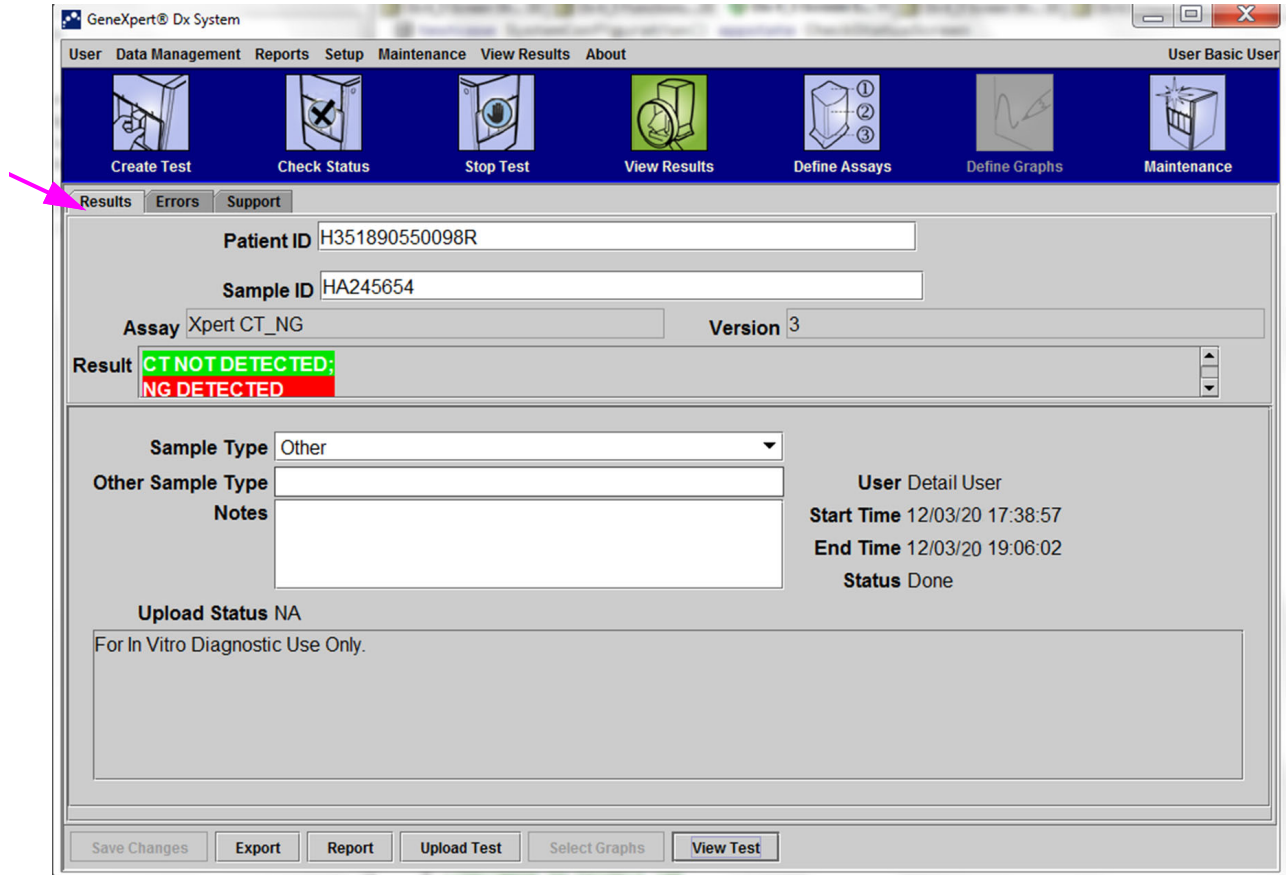 GeneXpert® Dx System
User Data Management Reports Setup Maintenance View Results About User Basic User
① ② ③
Create Test Check Status Stop Test View Results Define Assays Define Graphs Maintenance
Results Errors Support
Patient ID H351890550098R
Sample ID HA245654
Assay Xpert CT_NG Version 3
Result CT NOT DETECTED;
NG DETECTED
Sample Type Other
Other Sample Type User Detail User
Notes Start Time 12/03/20 17:38:57
End Time 12/03/20 19:06:02
Status Done
Upload Status NA
For In Vitro Diagnostic Use Only.
Save Changes Export Report Upload Test Select Graphs View Test